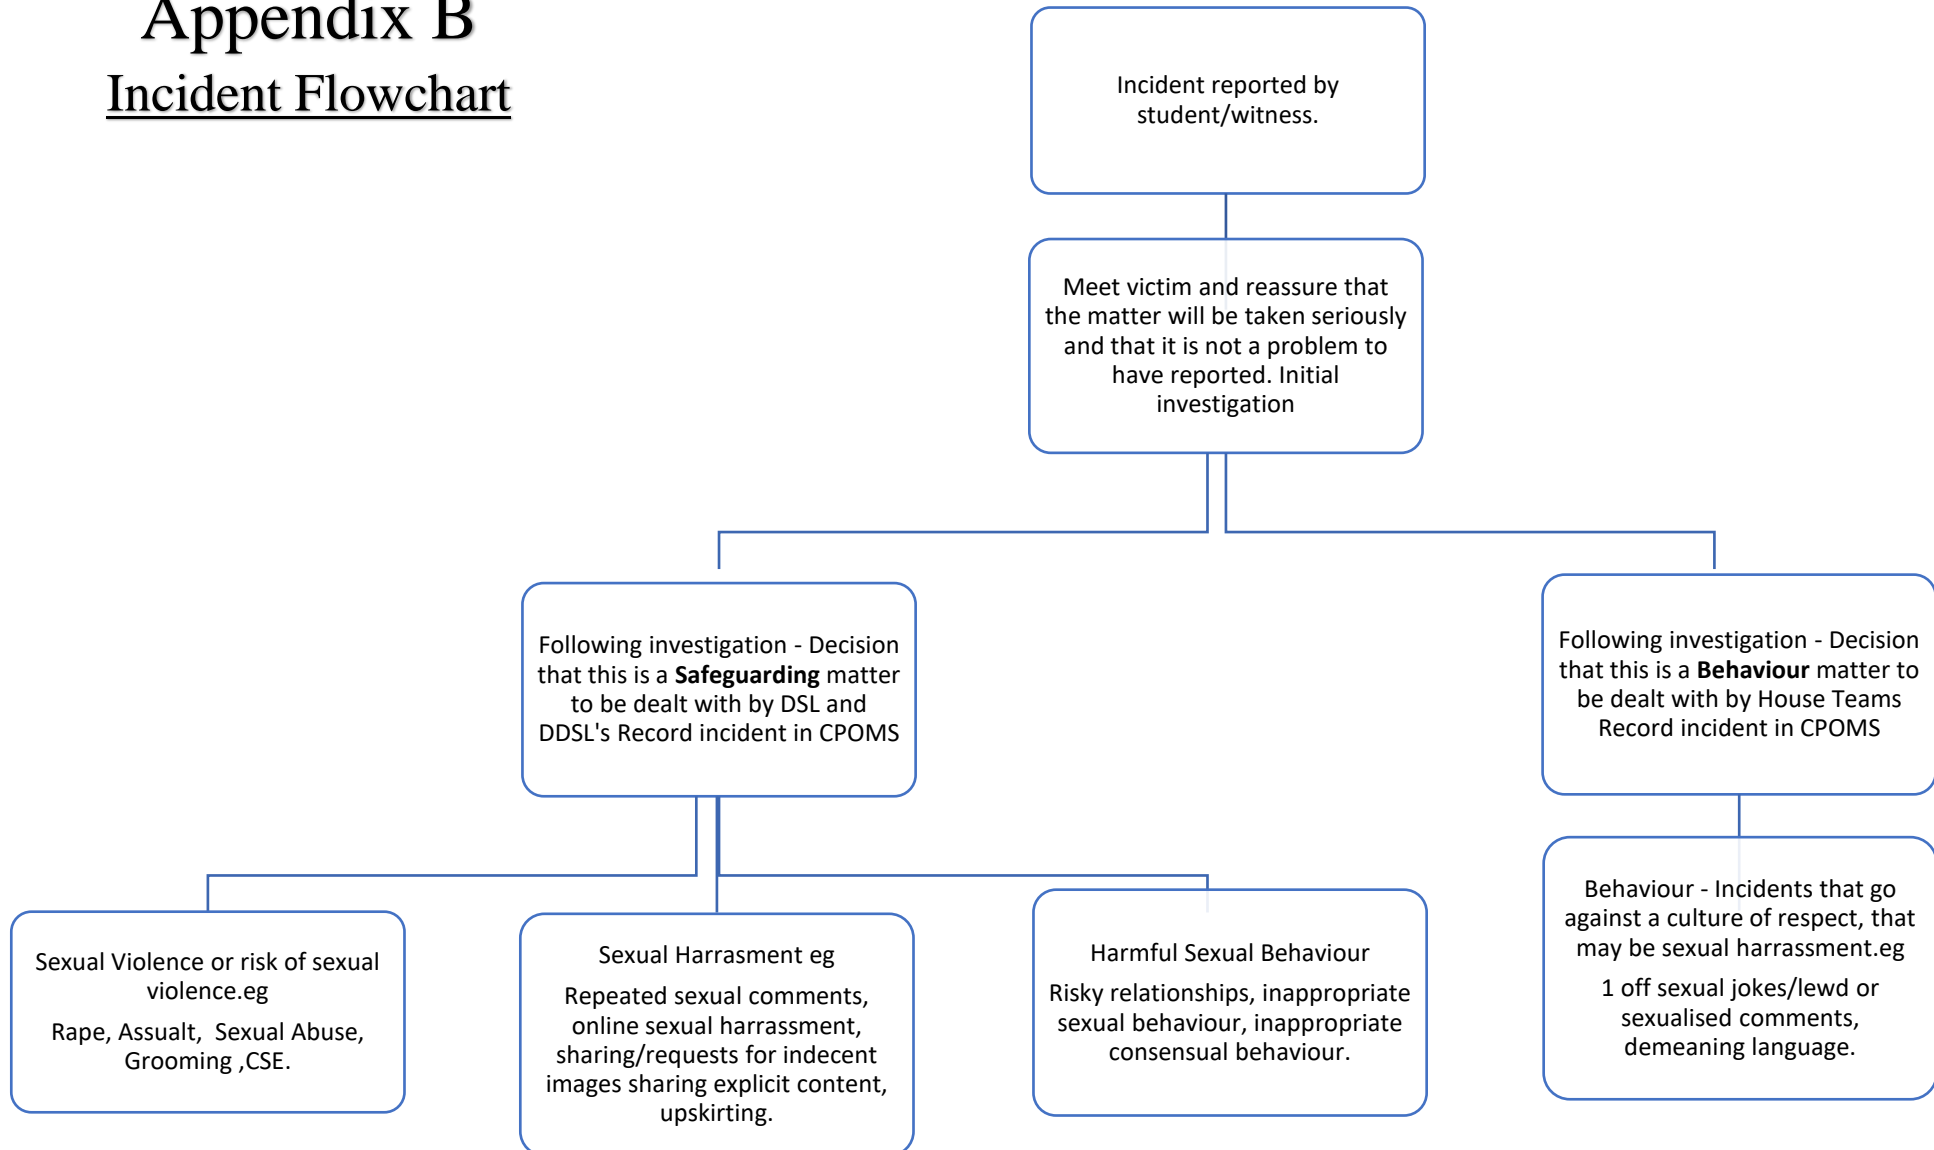 Appendix B
Incident Flowchart
Incident reported by
student/witness.
Meet victim and reassure that
the matter will be taken seriously
and that it is not a problem to
have reported. Initial
investigation
Following investigation - Decision
that this is a Safeguarding matter
to be dealt with by DSL and
DDSL's Record incident in CPOMS
Following investigation - Decision
that this is a Behaviour matter to
be dealt with by House Teams
Record incident in CPOMS
Sexual Violence or risk of sexual
violence.eg
Rape, Assualt, Sexual Abuse,
Grooming ,CSE.
Sexual Harrasment eg
Repeated sexual comments,
online sexual harrassment,
sharing/requests for indecent
images sharing explicit content,
upskirting.
Harmful Sexual Behaviour
Risky relationships, inappropriate
sexual behaviour, inappropriate
consensual behaviour.
Behaviour - Incidents that go
against a culture of respect, that
may be sexual harrassment.eg
1 off sexual jokes/lewd or
sexualised comments,
demeaning language.